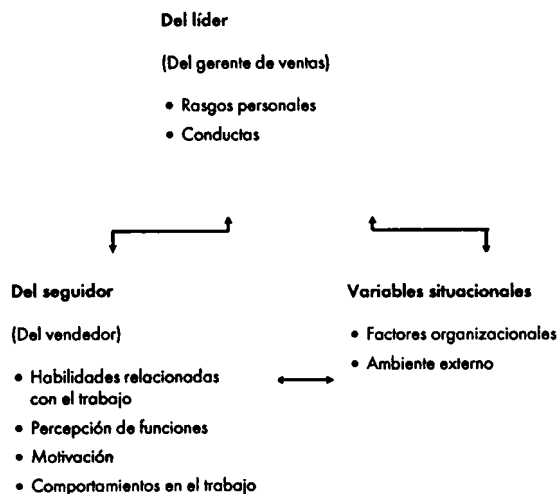 Del líder
(Del gerente de ventas)
• Rasgos personales
• Conductas
Del seguidor
(Del vendedor)
• Habilidades relacionadas
con el trabajo
• Percepción de funciones
• Motivación
• Comportamientos en el trabajo
Variables situacionales
• Factores organizacionales
• Ambiente externo